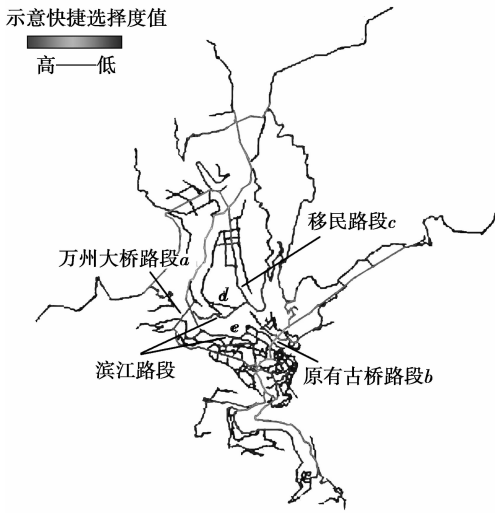 示意快捷选择度值
高——低
移民路段c
万州大桥路段a
d
e
滨江路段
原有古桥路段b